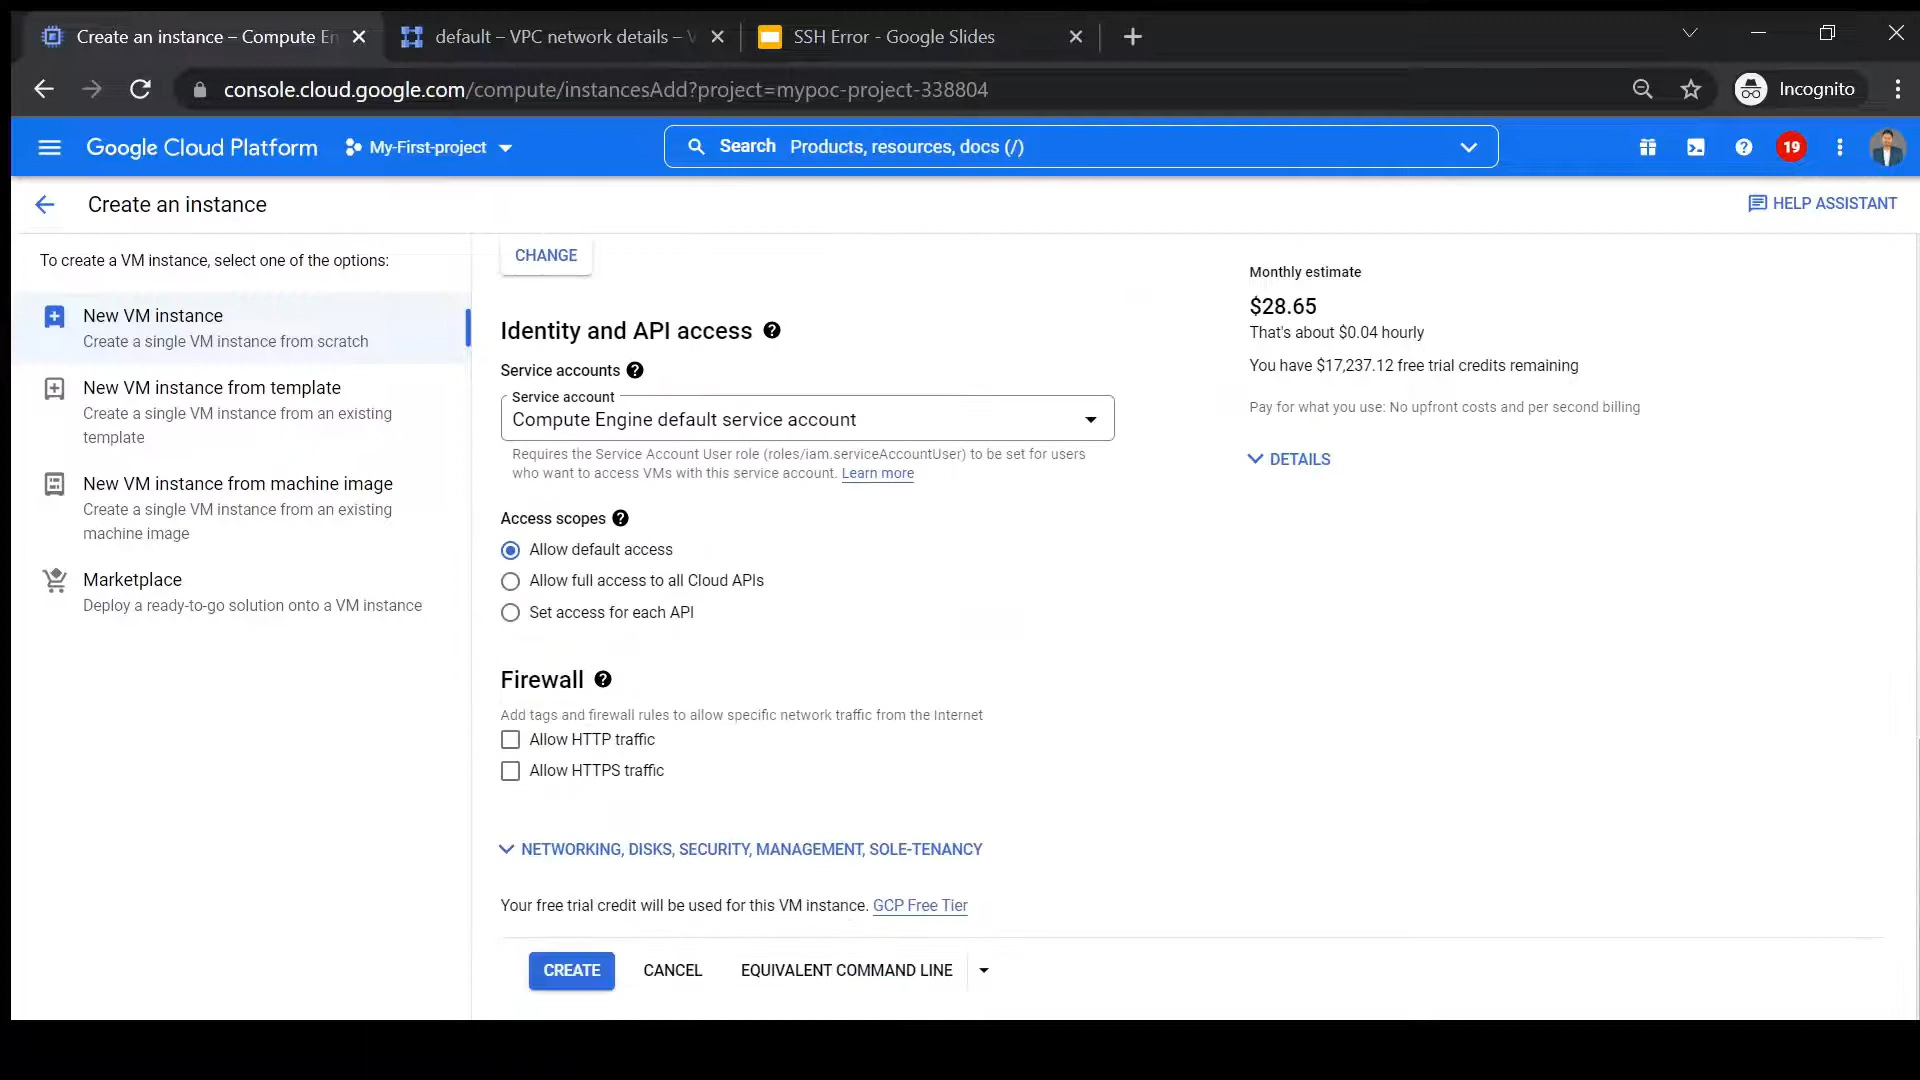 Create an instance – Compute En
default – VPC network details – V
SSH Error - Google Slides
console.cloud.google.com/compute/instancesAdd?project=mypoc-project-338804
Incognito
Google Cloud Platform
My-First-project
Search Products, resources, docs (/)
19
Create an instance
HELP ASSISTANT
To create a VM instance, select one of the options:
New VM instance
Create a single VM instance from scratch
New VM instance from template
Create a single VM instance from an existing
template
New VM instance from machine image
Create a single VM instance from an existing
machine image
Marketplace
Deploy a ready-to-go solution onto a VM instance
CHANGE
Identity and API access
Service accounts
Service account
Compute Engine default service account
Requires the Service Account User role (roles/iam.serviceAccountUser) to be set for users
who want to access VMs with this service account. Learn more
Access scopes
Allow default access
Allow full access to all Cloud APIs
Set access for each API
Firewall
Add tags and firewall rules to allow specific network traffic from the Internet
Allow HTTP traffic
Allow HTTPS traffic
NETWORKING, DISKS, SECURITY, MANAGEMENT, SOLE-TENANCY
Your free trial credit will be used for this VM instance. GCP Free Tier
CREATE
CANCEL
EQUIVALENT COMMAND LINE
Monthly estimate
$28.65
That's about $0.04 hourly
You have $17,237.12 free trial credits remaining
Pay for what you use: No upfront costs and per second billing
DETAILS